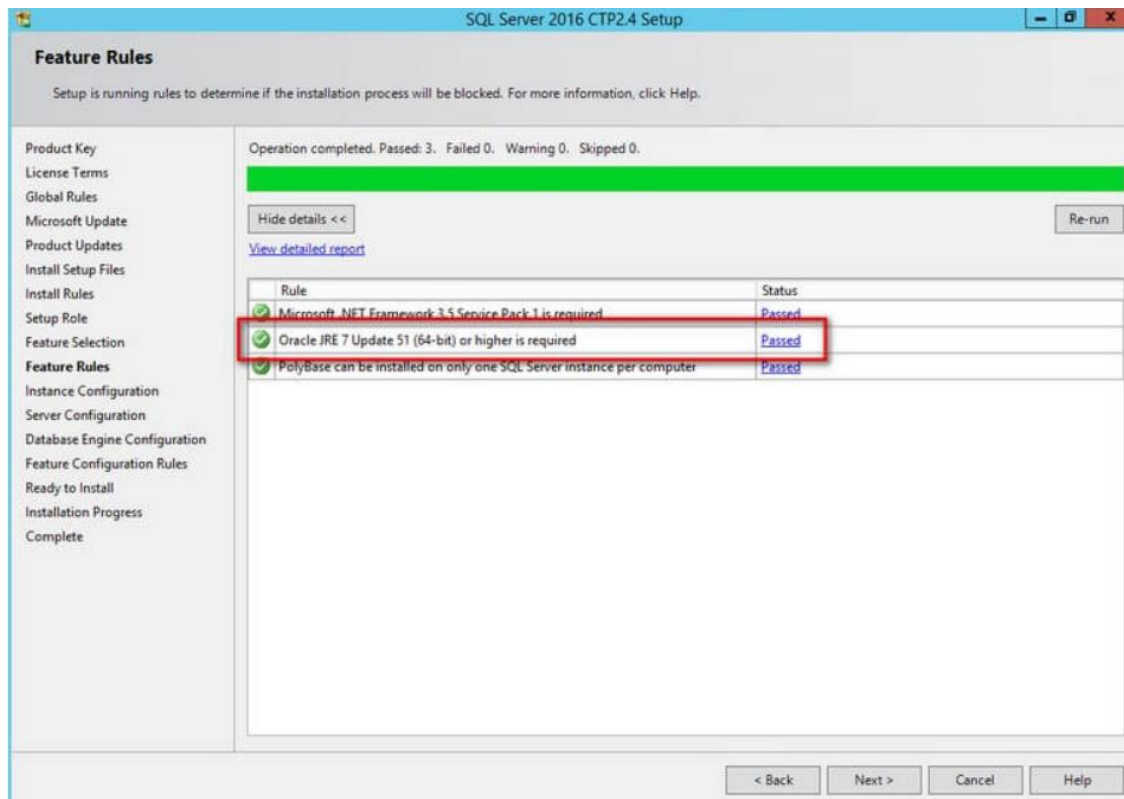 SQL Server 2016 CTP2.4 Setup
Feature Rules
Setup is running rules to determine if the installation process will be blocked. For more information, click Help.
Product Key
License Terms
Global Rules
Microsoft Update
Product Updates
Install Setup Files
Install Rules
Setup Role
Feature Selection
Feature Rules
Instance Configuration
Server Configuration
Database Engine Configuration
Feature Configuration Rules
Ready to Install
Installation Progress
Complete
Operation completed. Passed: 3. Failed 0. Warning 0. Skipped 0.
Hide details << Re-run
View detailed report
Rule Status
Microsoft .NET Framework 3.5 Service Pack 1 is required Passed
Oracle JRE 7 Update 51 (64-bit) or higher is required Passed
PolyBase can be installed on only one SQL Server instance per computer Passed
< Back Next > Cancel Help